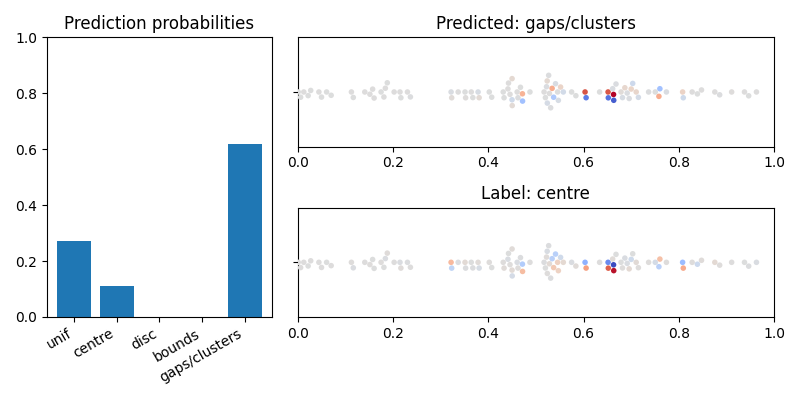 Prediction probabilities
1.0
0.8
0.6
0.4
0.2
0.0
unif
centre
disc
bounds
gaps/clusters
Predicted: gaps/clusters
0.0 0.2 0.4 0.6 0.8 1.0
Label: centre
0.0 0.2 0.4 0.6 0.8 1.0